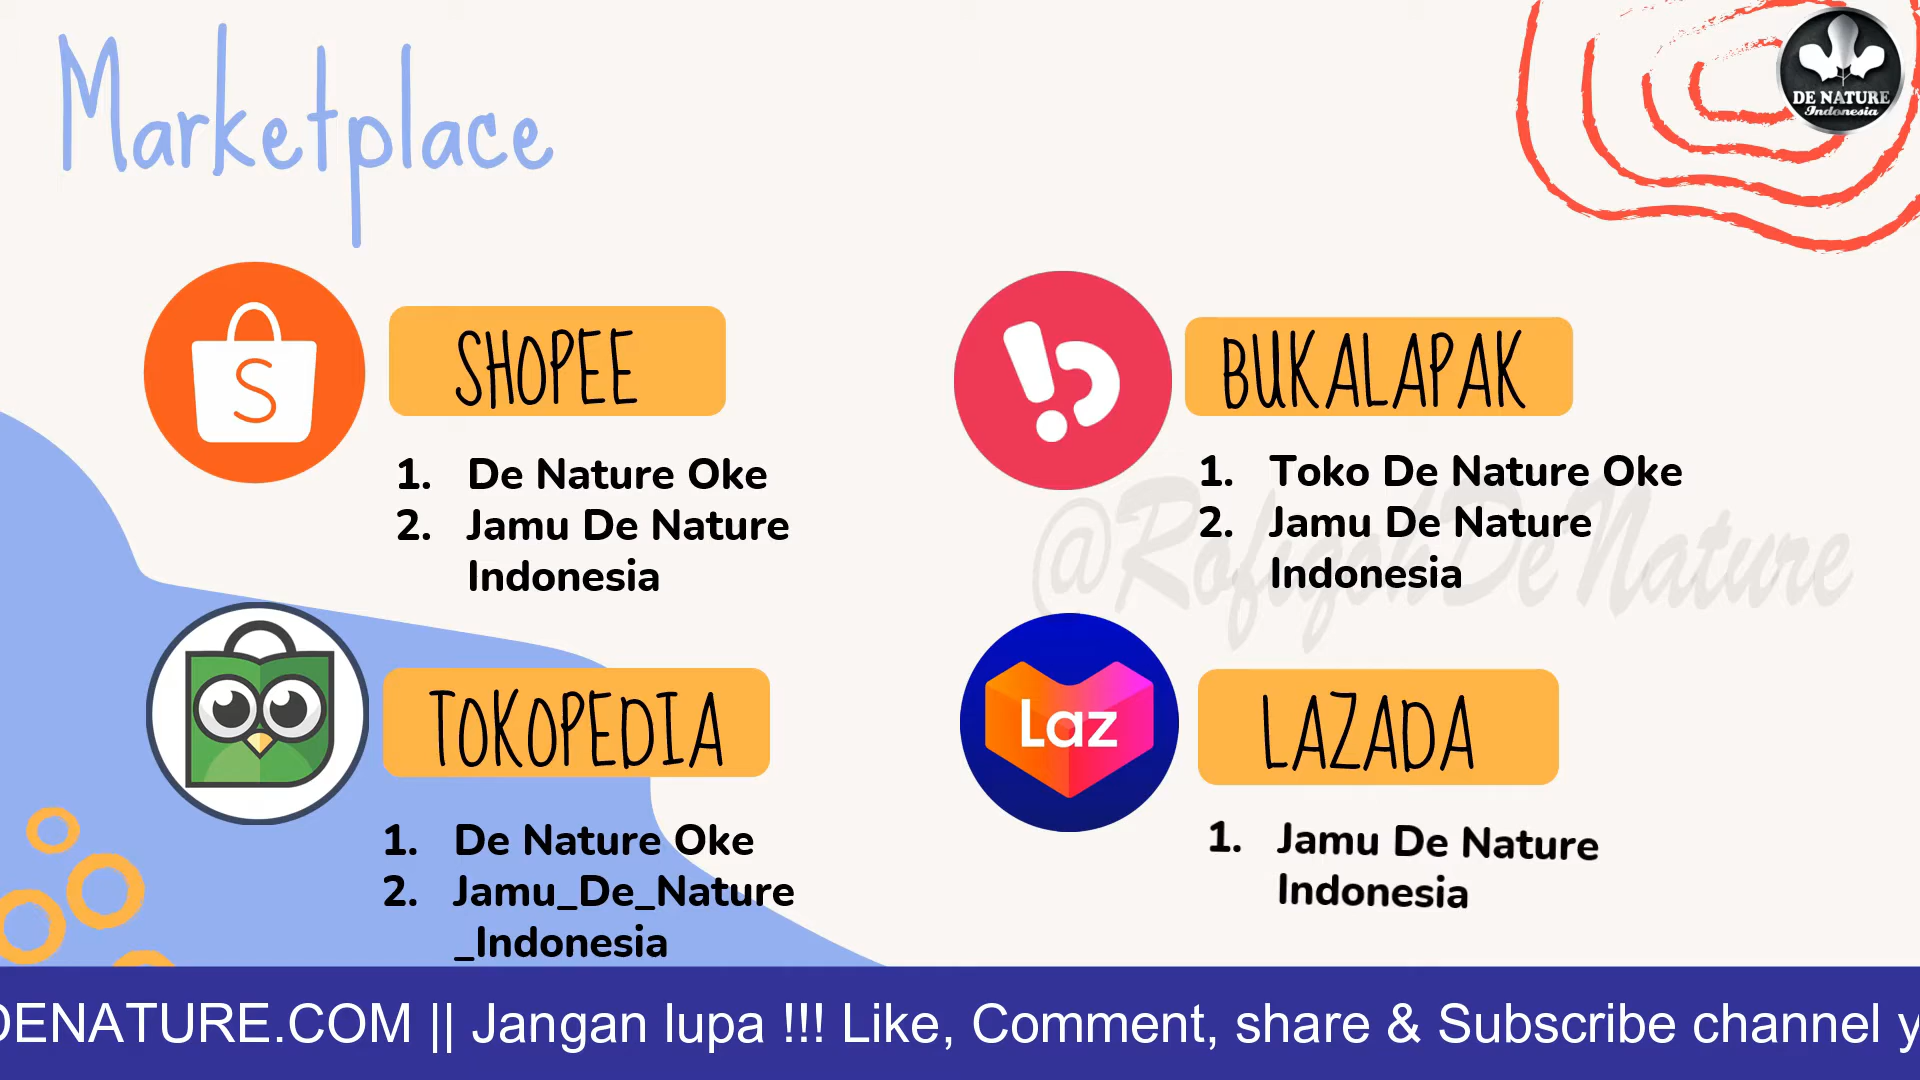 Marketplace
DE NATURE
Indonesia
S
SHOPEE
1. De Nature Oke
2. Jamu De Nature
Indonesia
BUKALAPAK
1. Toko De Nature Oke
2. Jamu De Nature
Indonesia
@RofiqohDeNature
TOKOPEDIA
1. De Nature Oke
2. Jamu_De_Nature
_Indonesia
Laz
LAZADA
1. Jamu De Nature
Indonesia
DENATURE.COM || Jangan lupa !!! Like, Comment, share & Subscribe channel y